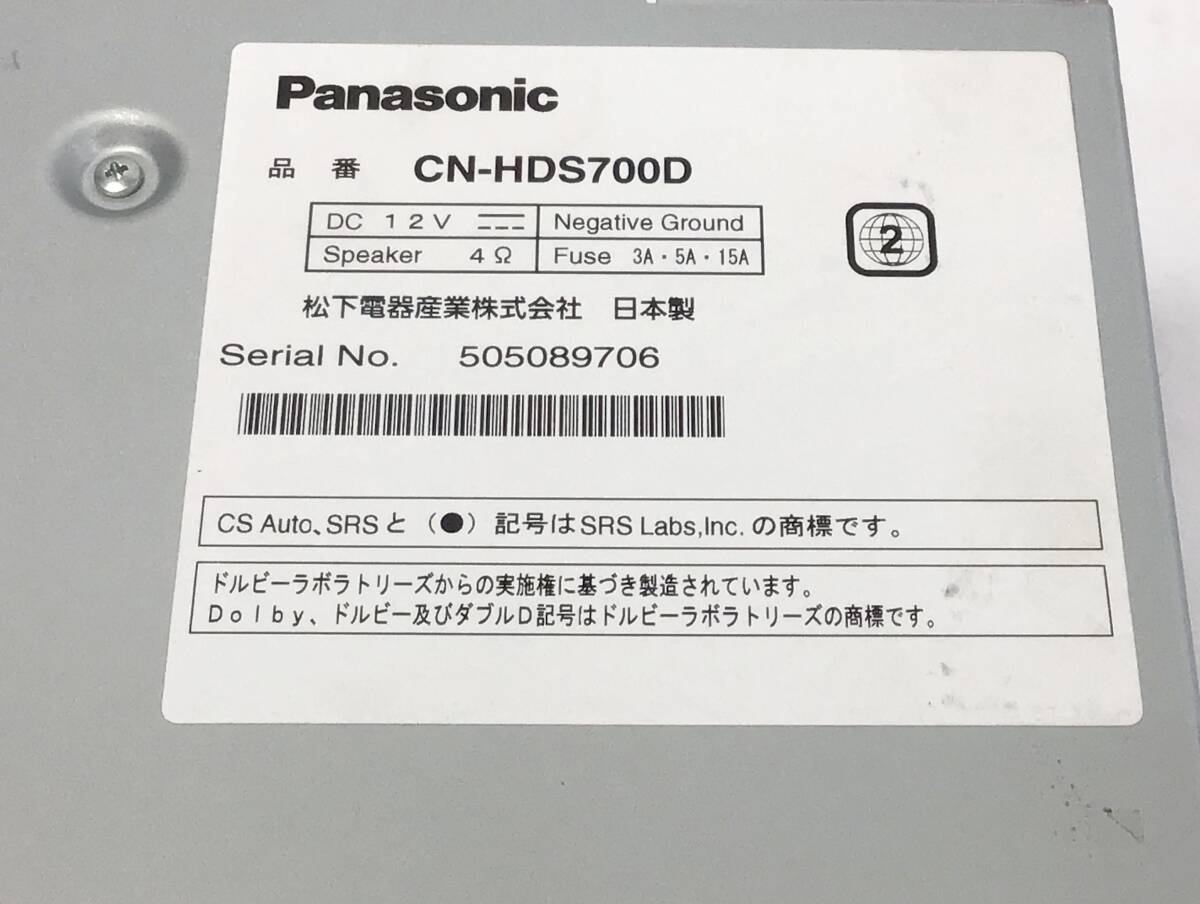 Panasonic
品 番 CN-HDS700D
DC 12V Negative Ground
Speaker 4Ω Fuse 3A・5A・15A
2
松下電器産業株式会社 日本製
Serial No. 505089706
CS Auto、SRSと（●）記号はSRS Labs,Inc.の商標です。
ドルビーラボラトリーズからの実施権に基づき製造されています。
Dolby、ドルビー及びダブルD記号はドルビーラボラトリーズの商標です。